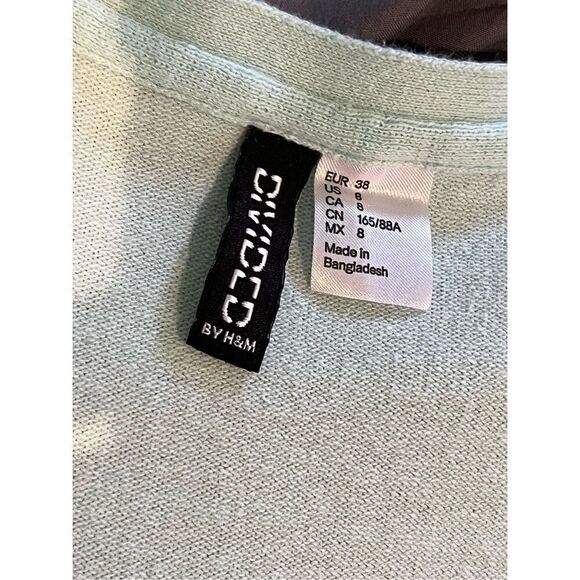 DIVIDED
BY H&M
EUR 38
US 8
CA 8
CN 165/88A
MX 8
Made in
Bangladesh